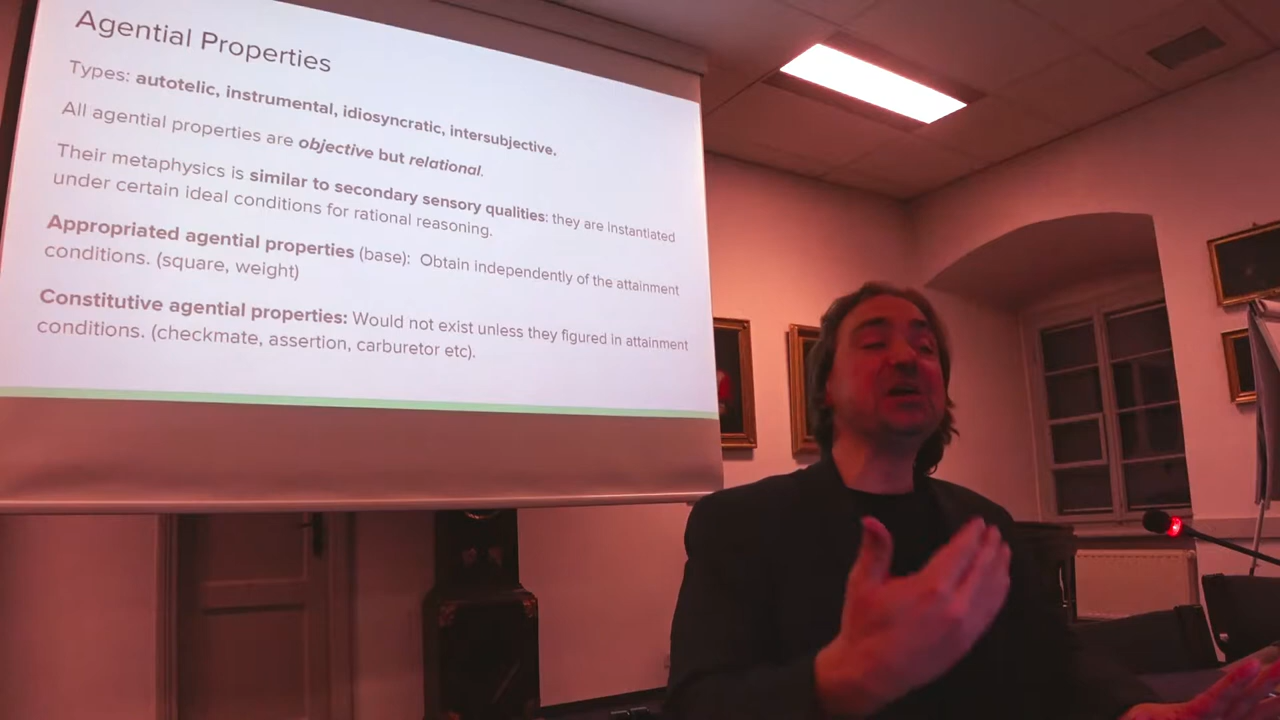 Agential Properties
Types: autotelic, instrumental, idiosyncratic, intersubjective.
All agential properties are objective but relational.
Their metaphysics is similar to secondary sensory qualities: they are instantiated
under certain ideal conditions for rational reasoning.
Appropriated agential properties (base): Obtain independently of the attainment
conditions. (square, weight)
Constitutive agential properties: Would not exist unless they figured in attainment
conditions. (checkmate, assertion, carburetor etc).